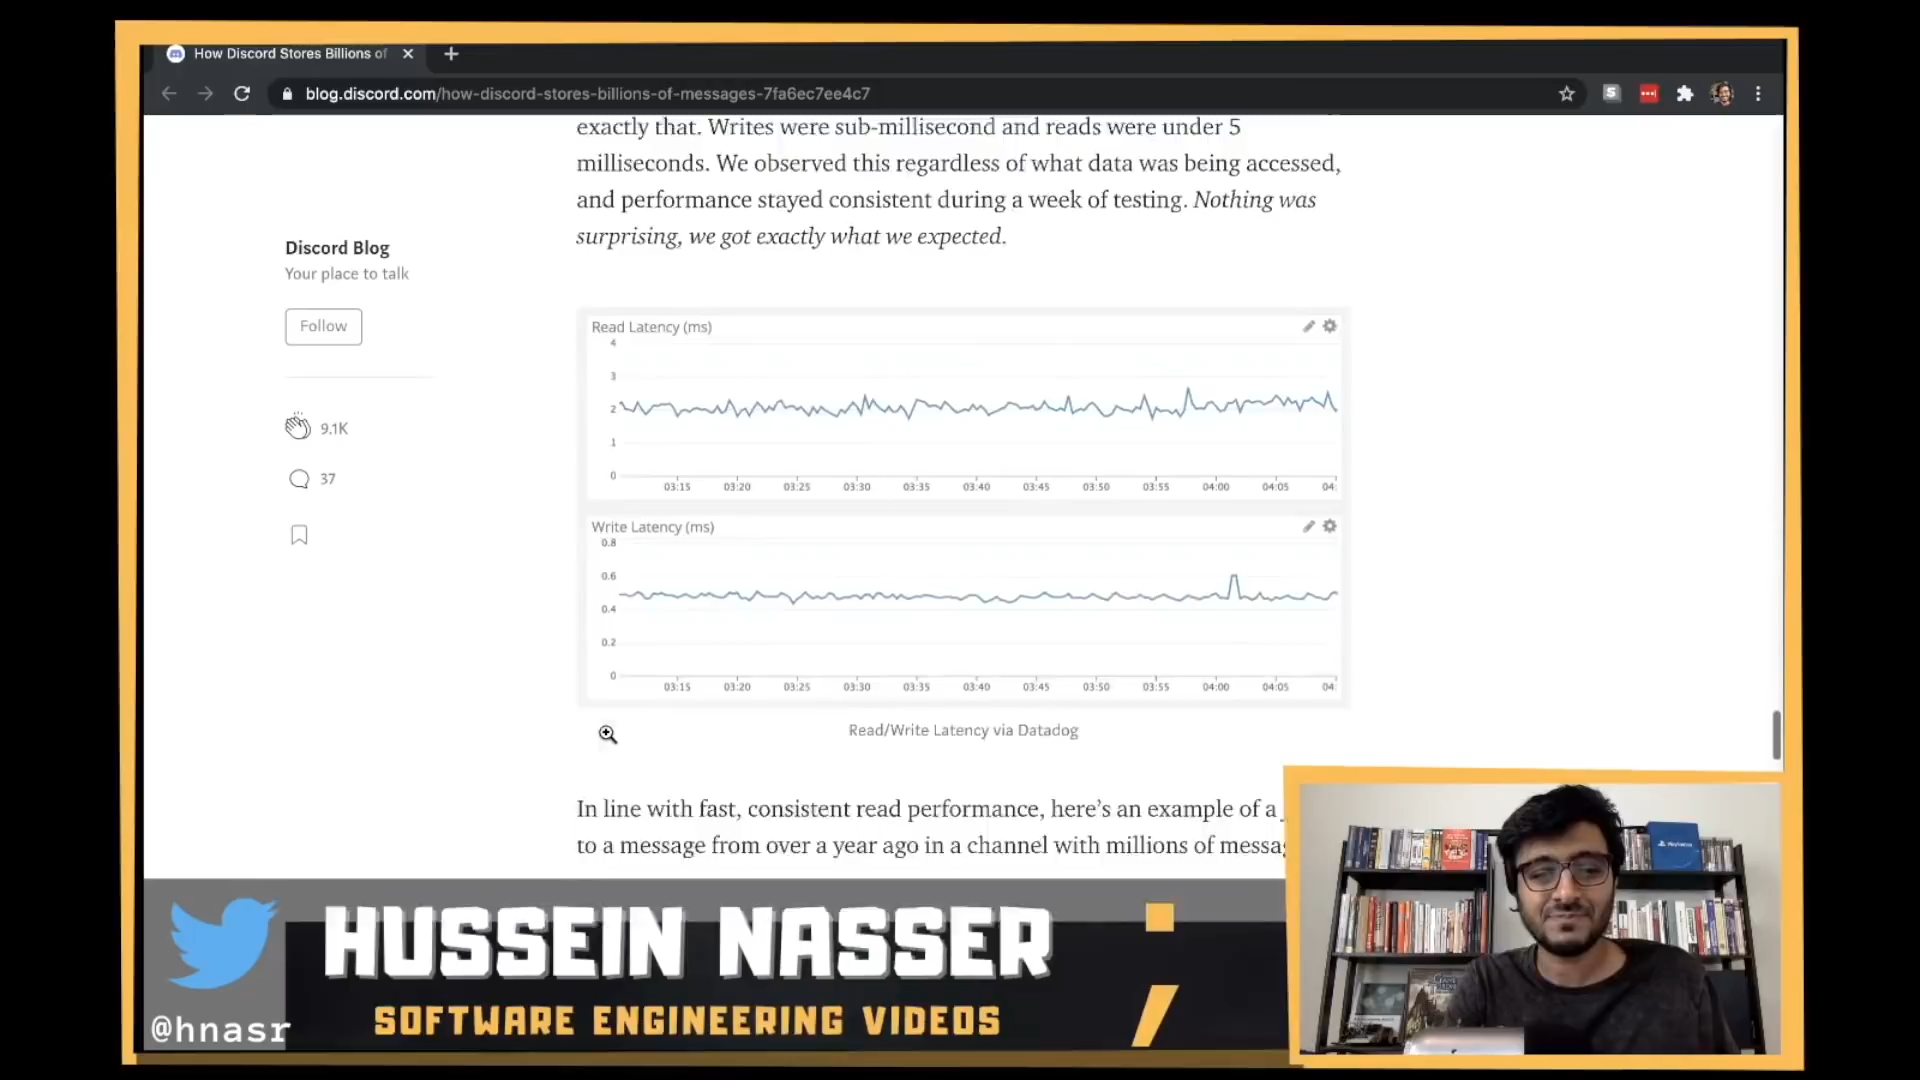 How Discord Stores Billions of
blog.discord.com/how-discord-stores-billions-of-messages-7fa6ec7ee4c7
exactly that. Writes were sub-millisecond and reads were under 5
milliseconds. We observed this regardless of what data was being accessed,
and performance stayed consistent during a week of testing. Nothing was
surprising, we got exactly what we expected.
Discord Blog
Your place to talk
Follow
9.1K
37
Read Latency (ms)
4
3
2
1
0
03:15 03:20 03:25 03:30 03:35 03:40 03:45 03:50 03:55 04:00 04:05 04:
Write Latency (ms)
0.8
0.6
0.4
0.2
0
03:15 03:20 03:25 03:30 03:35 03:40 03:45 03:50 03:55 04:00 04:05 04:
Read/Write Latency via Datadog
In line with fast, consistent read performance, here's an example of a
to a message from over a year ago in a channel with millions of messa
HUSSEIN NASSER ;
SOFTWARE ENGINEERING VIDEOS
@hnasr